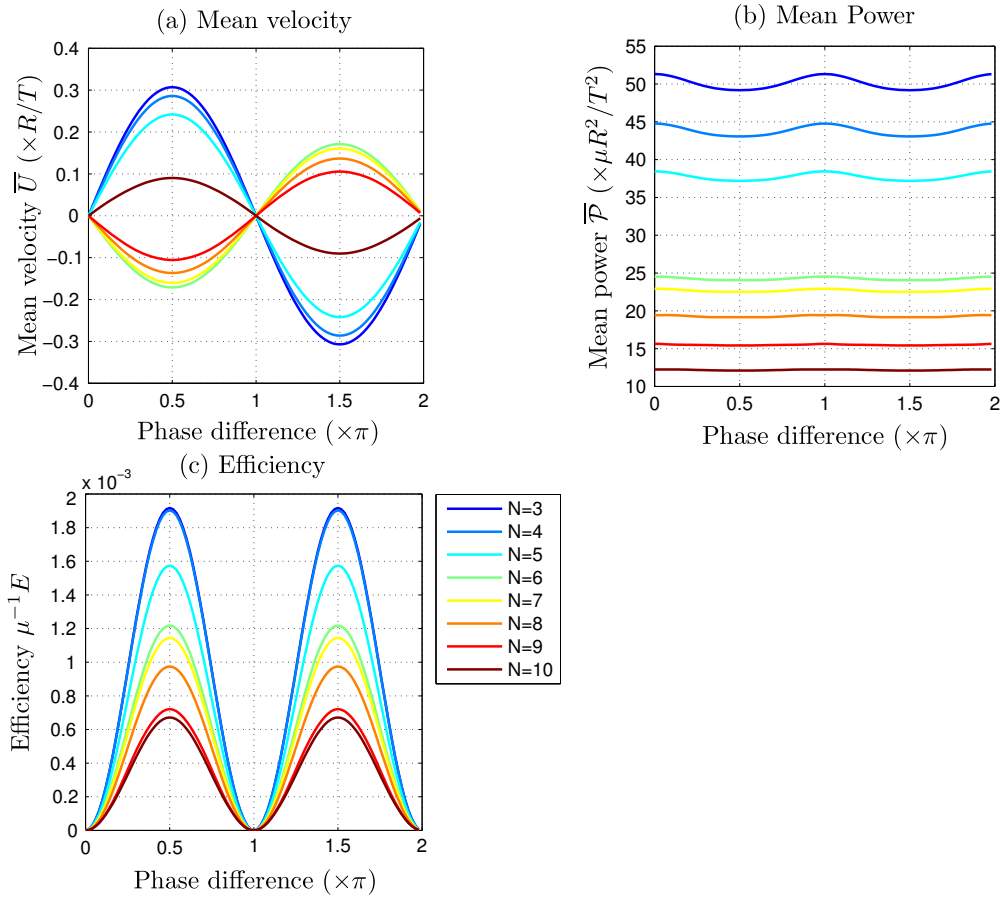 (a) Mean velocity
0.4
0.3
0.2
0.1
0
−0.1
−0.2
−0.3
−0.4
Mean velocity U̅ (×R/T)
0 0.5 1 1.5 2
Phase difference (×π)
(b) Mean Power
55
50
45
40
35
30
25
20
15
10
Mean power 𝒫̅ (×μR²/T²)
0 0.5 1 1.5 2
Phase difference (×π)
(c) Efficiency
x 10⁻³
2
1.8
1.6
1.4
1.2
1
0.8
0.6
0.4
0.2
0
Efficiency μ⁻¹E
0 0.5 1 1.5 2
Phase difference (×π)
N=3
N=4
N=5
N=6
N=7
N=8
N=9
N=10